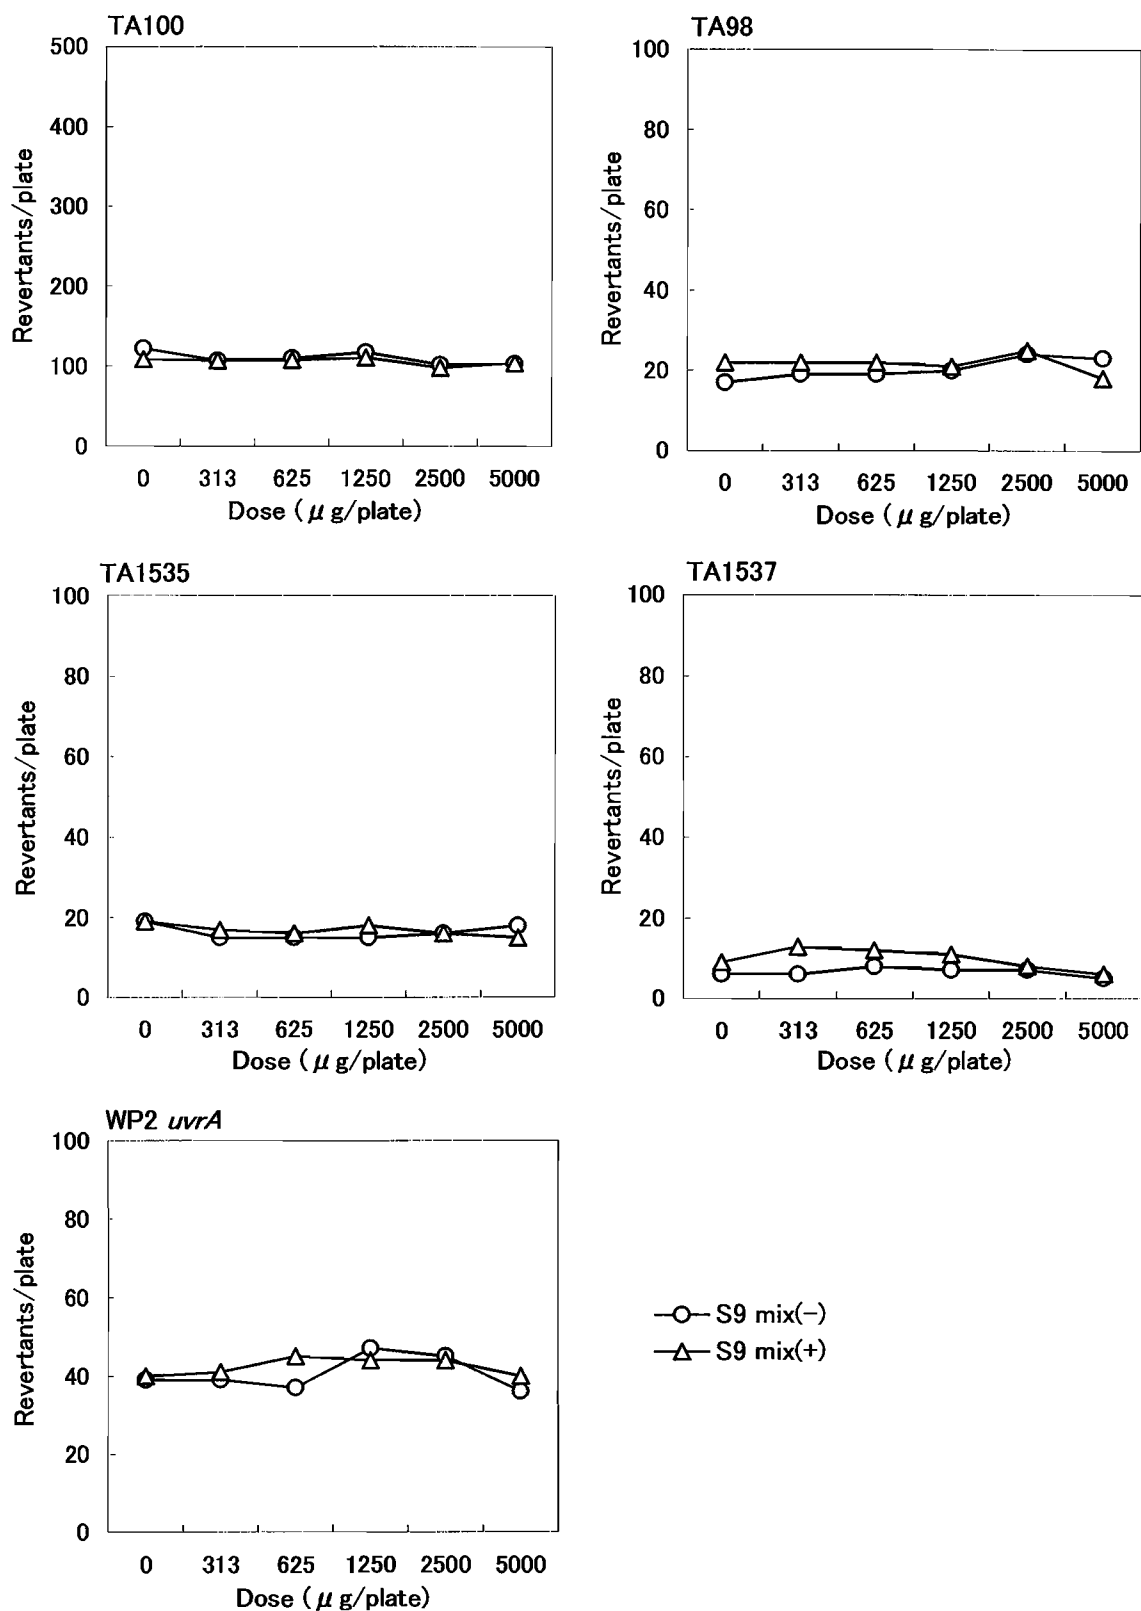 TA100
500
400
300
200
100
0
Revertants/plate
0 313 625 1250 2500 5000
Dose ( μ g/plate)
TA98
100
80
60
40
20
0
Revertants/plate
0 313 625 1250 2500 5000
Dose ( μ g/plate)
TA1535
100
80
60
40
20
0
Revertants/plate
0 313 625 1250 2500 5000
Dose ( μ g/plate)
TA1537
100
80
60
40
20
0
Revertants/plate
0 313 625 1250 2500 5000
Dose ( μ g/plate)
WP2 uvrA
100
80
60
40
20
0
Revertants/plate
0 313 625 1250 2500 5000
Dose ( μ g/plate)
S9 mix(-)
S9 mix(+)